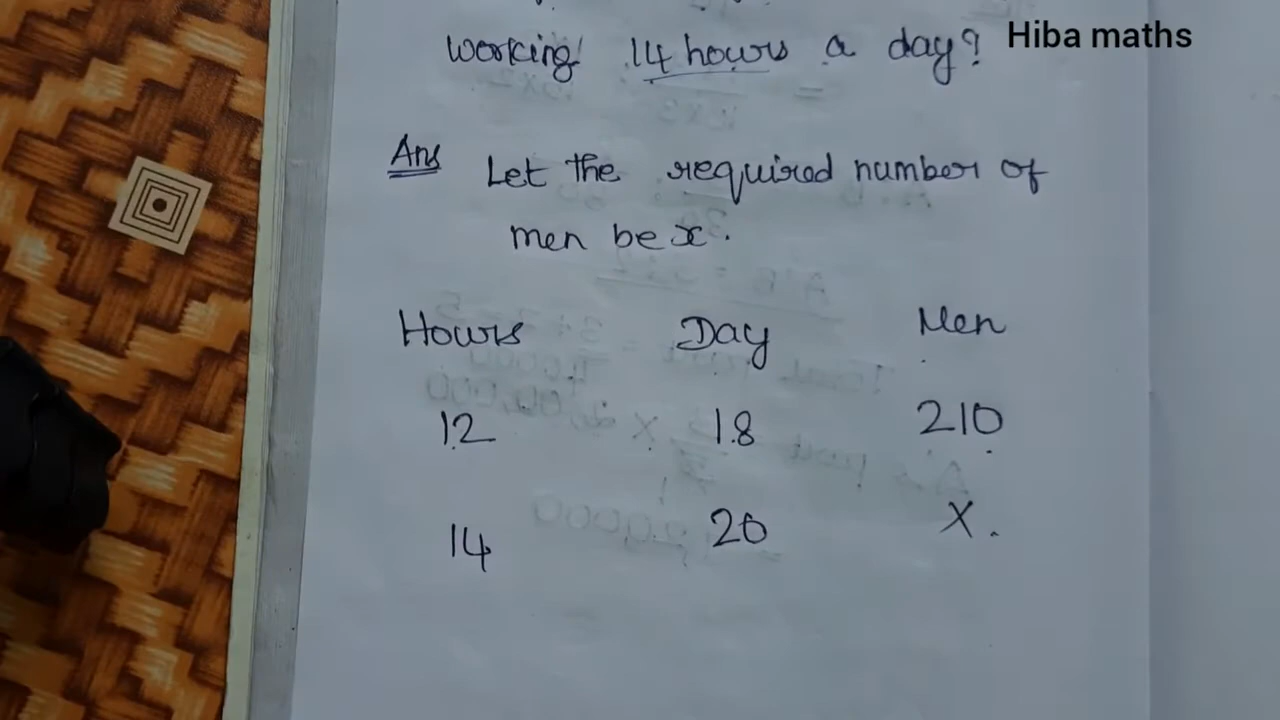 working 14 hours a day?
Hiba maths
Ans Let the required number of
men be x.
Hours Day Men
12 18 210
14 20 X.